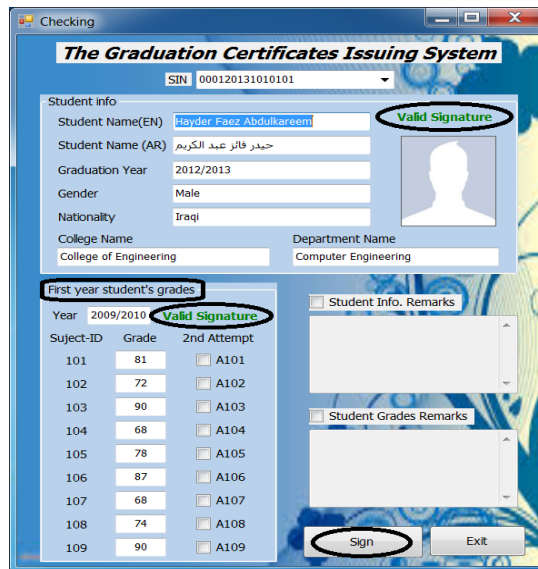 Checking
The Graduation Certificates Issuing System
SIN 000120131010101
Student info
Student Name(EN) Hayder Faez Abdulkareem
Valid Signature
Student Name (AR) حيدر فائز عبد الكريم
Graduation Year 2012/2013
Gender Male
Nationality Iraqi
College Name Department Name
College of Engineering Computer Engineering
First year student's grades
Year 2009/2010 Valid Signature
Suject-ID Grade 2nd Attempt
101 81 A101
102 72 A102
103 90 A103
104 68 A104
105 78 A105
106 87 A106
107 68 A107
108 74 A108
109 90 A109
Student Info. Remarks
Student Grades Remarks
Sign Exit